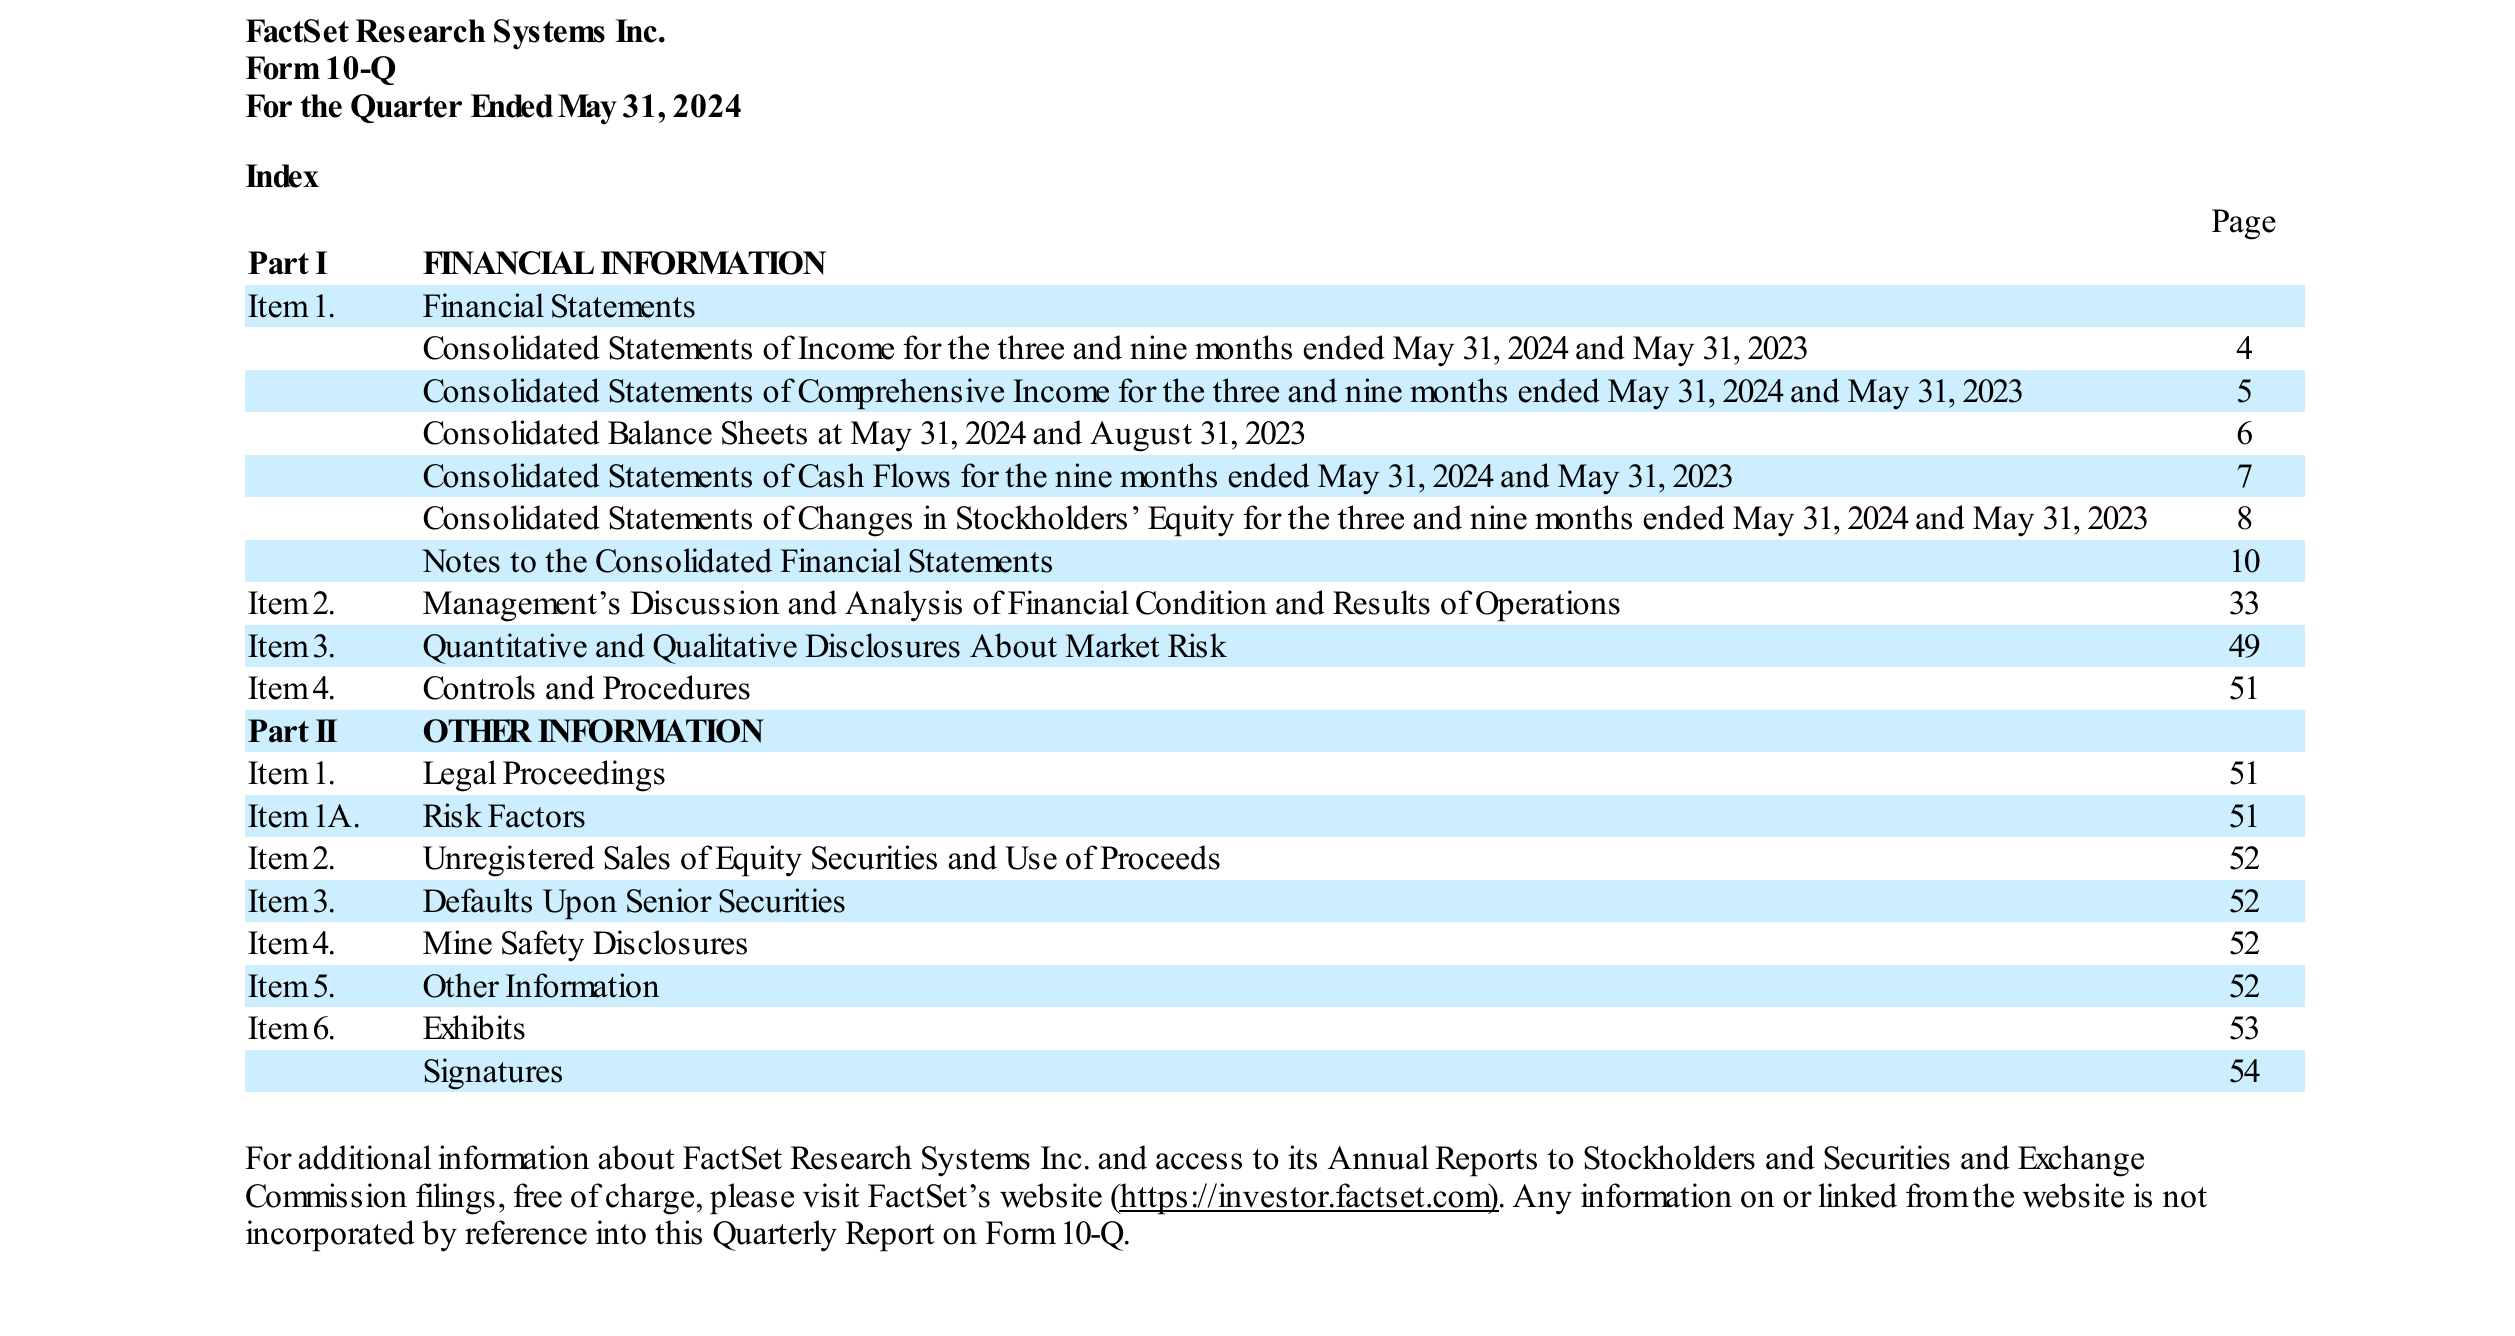 FactSet Research Systems Inc.
Form 10-Q
For the Quarter Ended May 31, 2024
Index
Page
Part I FINANCIAL INFORMATION
Item 1. Financial Statements
Consolidated Statements of Income for the three and nine months ended May 31, 2024 and May 31, 2023 4
Consolidated Statements of Comprehensive Income for the three and nine months ended May 31, 2024 and May 31, 2023 5
Consolidated Balance Sheets at May 31, 2024 and August 31, 2023 6
Consolidated Statements of Cash Flows for the nine months ended May 31, 2024 and May 31, 2023 7
Consolidated Statements of Changes in Stockholders’ Equity for the three and nine months ended May 31, 2024 and May 31, 2023 8
Notes to the Consolidated Financial Statements 10
Item 2. Management’s Discussion and Analysis of Financial Condition and Results of Operations 33
Item 3. Quantitative and Qualitative Disclosures About Market Risk 49
Item 4. Controls and Procedures 51
Part II OTHER INFORMATION
Item 1. Legal Proceedings 51
Item 1A. Risk Factors 51
Item 2. Unregistered Sales of Equity Securities and Use of Proceeds 52
Item 3. Defaults Upon Senior Securities 52
Item 4. Mine Safety Disclosures 52
Item 5. Other Information 52
Item 6. Exhibits 53
Signatures 54
For additional information about FactSet Research Systems Inc. and access to its Annual Reports to Stockholders and Securities and Exchange
Commission filings, free of charge, please visit FactSet’s website (https://investor.factset.com). Any information on or linked from the website is not
incorporated by reference into this Quarterly Report on Form 10-Q.